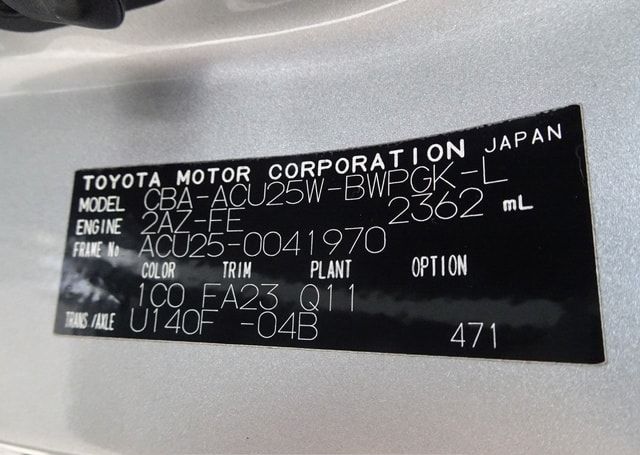 TOYOTA MOTOR CORPORATION JAPAN
MODEL CBA-ACU25W-BWPGK-L
ENGINE 2AZ-FE 2362 mL
FRAME No ACU25-0041970
COLOR TRIM PLANT OPTION
1C0 FA23 Q11
TRANS/AXLE U140F -04B 471